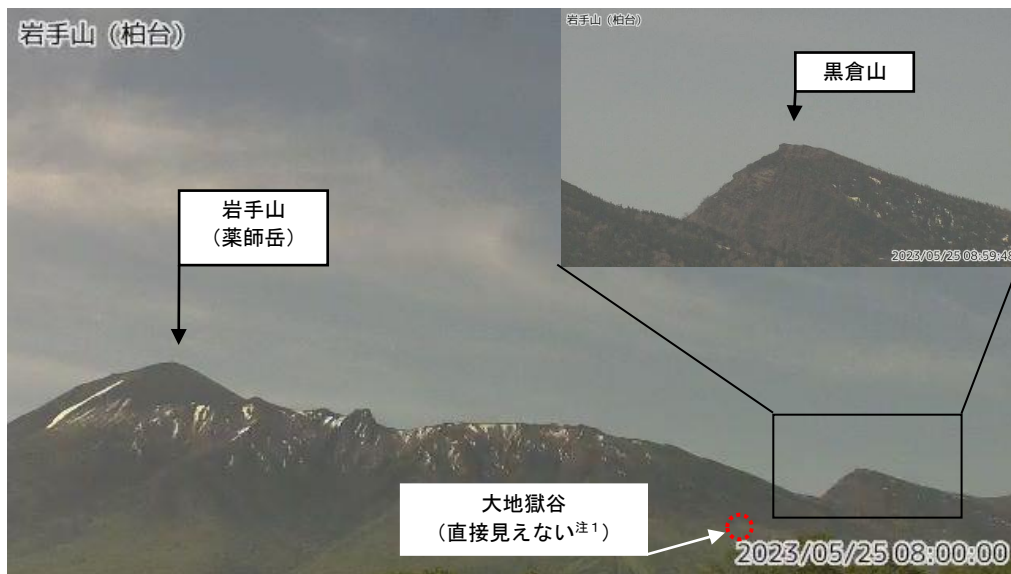 岩手山（柏台）
岩手山（柏台）
黒倉山
2023/05/25 08:59:48
岩手山
（薬師岳）
大地獄谷
（直接見えない注1）
2023/05/25 08:00:00